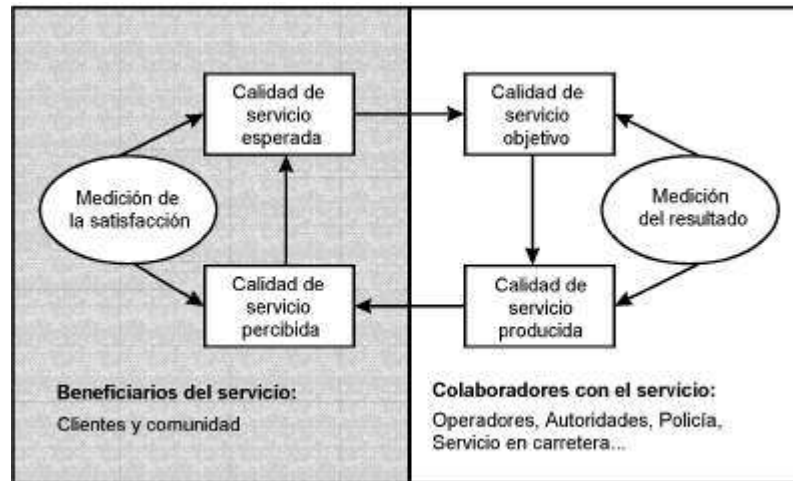 Calidad de
servicio
esperada
Calidad de
servicio
objetivo
Medición de
la satisfacción
Medición
del resultado
Calidad de
servicio
percibida
Calidad de
servicio
producida
Beneficiarios del servicio:
Clientes y comunidad
Colaboradores con el servicio:
Operadores, Autoridades, Policía,
Servicio en carretera...